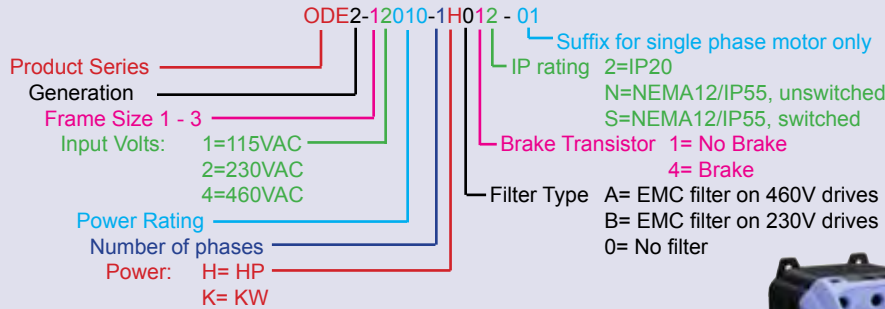 ODE2-12010-1H012 - 01
Suffix for single phase motor only
Product Series
IP rating 2=IP20
Generation
N=NEMA12/IP55, unswitched
Frame Size 1 - 3
S=NEMA12/IP55, switched
Input Volts: 1=115VAC
Brake Transistor 1= No Brake
2=230VAC
4= Brake
4=460VAC
Filter Type A= EMC filter on 460V drives
Power Rating
B= EMC filter on 230V drives
Number of phases
0= No filter
Power: H= HP
K= KW